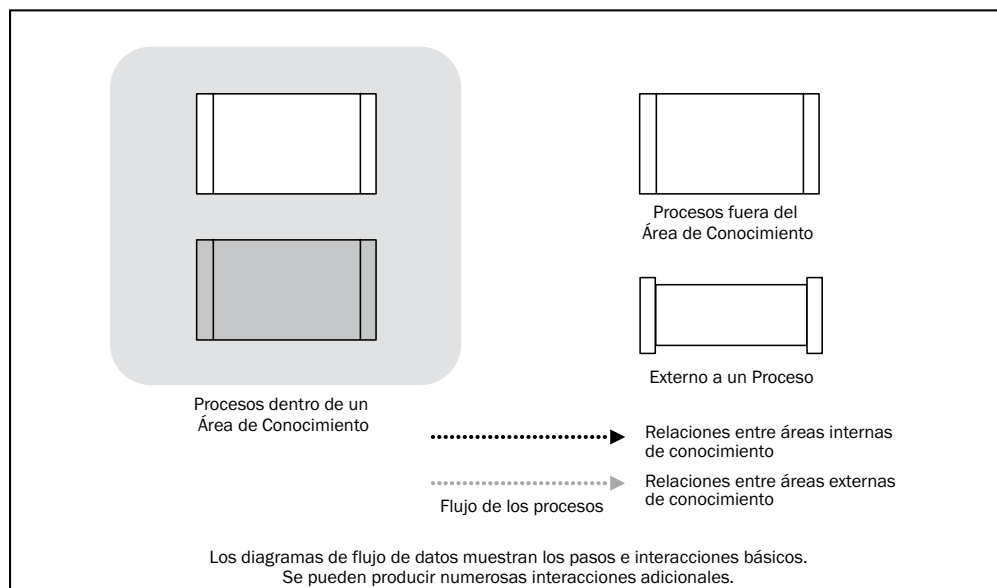 Procesos fuera del
Área de Conocimiento
Externo a un Proceso
Procesos dentro de un
Área de Conocimiento
Relaciones entre áreas internas
de conocimiento
Relaciones entre áreas externas
de conocimiento
Flujo de los procesos
Los diagramas de flujo de datos muestran los pasos e interacciones básicos.
Se pueden producir numerosas interacciones adicionales.